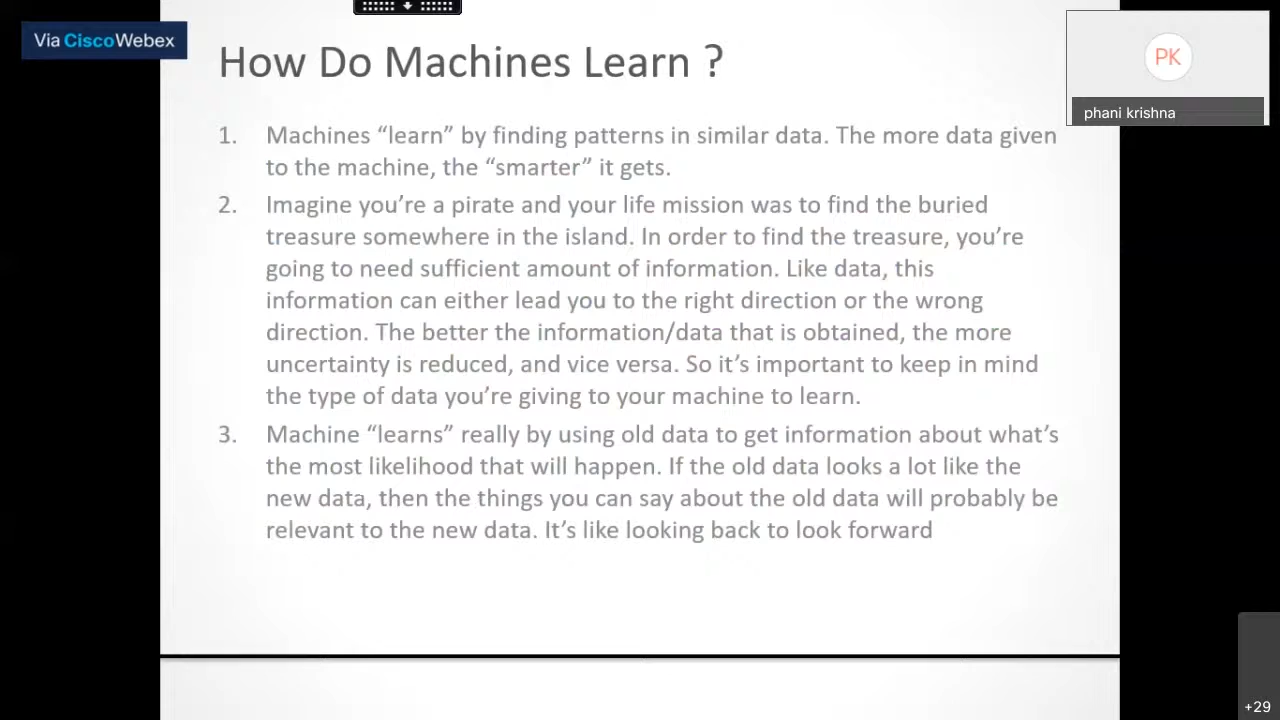 Via CiscoWebex
How Do Machines Learn ?
PK
phani krishna
1. Machines “learn” by finding patterns in similar data. The more data given
to the machine, the “smarter” it gets.
2. Imagine you’re a pirate and your life mission was to find the buried
treasure somewhere in the island. In order to find the treasure, you’re
going to need sufficient amount of information. Like data, this
information can either lead you to the right direction or the wrong
direction. The better the information/data that is obtained, the more
uncertainty is reduced, and vice versa. So it’s important to keep in mind
the type of data you’re giving to your machine to learn.
3. Machine “learns” really by using old data to get information about what’s
the most likelihood that will happen. If the old data looks a lot like the
new data, then the things you can say about the old data will probably be
relevant to the new data. It’s like looking back to look forward
+29